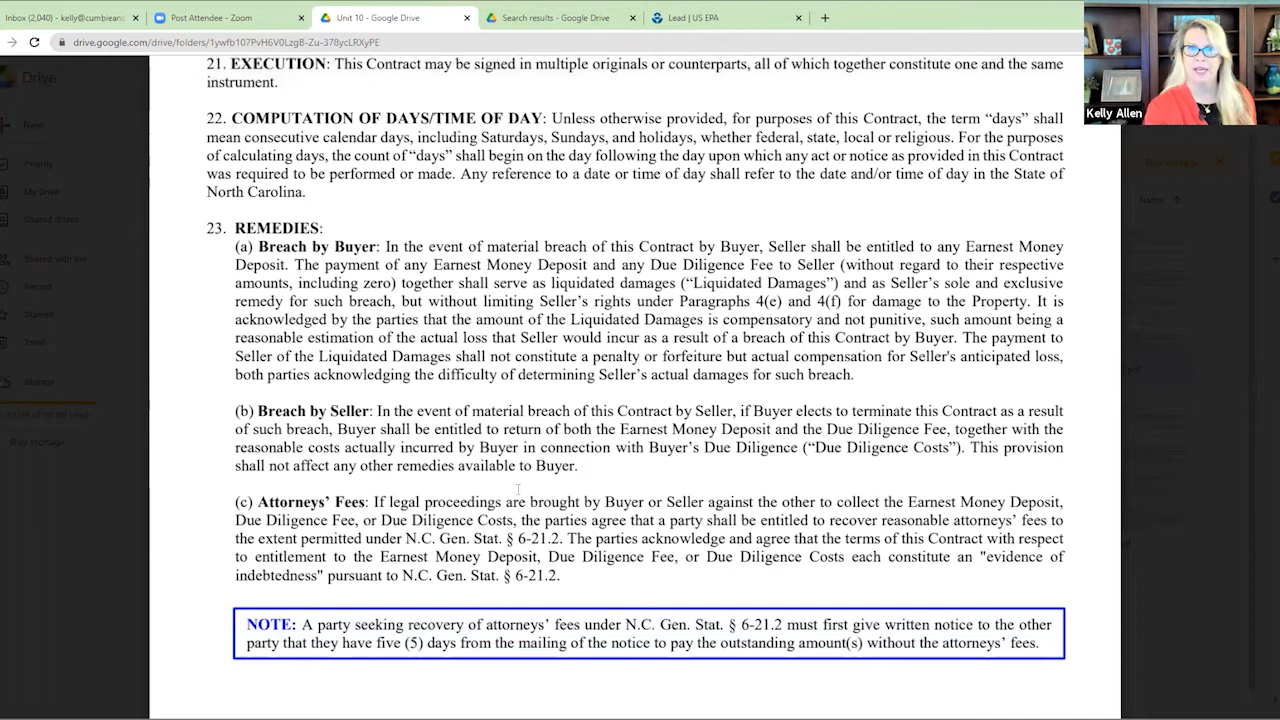 Inbox (2,040) - kelly@cumbieanc
Post Attendee - Zoom
Unit 10 - Google Drive
Search results - Google Drive
Lead | US EPA
drive.google.com/drive/folders/1ywfb107PvH6V0LzgB-Zu-378ycLRXyPE
Drive
New
Priority
My Drive
Shared drives
Shared with me
Recent
Starred
Trash
Storage
Buy storage
Buy storage
Name
Kelly Allen
21. EXECUTION: This Contract may be signed in multiple originals or counterparts, all of which together constitute one and the same
instrument.
22. COMPUTATION OF DAYS/TIME OF DAY: Unless otherwise provided, for purposes of this Contract, the term “days” shall
mean consecutive calendar days, including Saturdays, Sundays, and holidays, whether federal, state, local or religious. For the purposes
of calculating days, the count of “days” shall begin on the day following the day upon which any act or notice as provided in this Contract
was required to be performed or made. Any reference to a date or time of day shall refer to the date and/or time of day in the State of
North Carolina.
23. REMEDIES:
(a) Breach by Buyer: In the event of material breach of this Contract by Buyer, Seller shall be entitled to any Earnest Money
Deposit. The payment of any Earnest Money Deposit and any Due Diligence Fee to Seller (without regard to their respective
amounts, including zero) together shall serve as liquidated damages (“Liquidated Damages”) and as Seller’s sole and exclusive
remedy for such breach, but without limiting Seller’s rights under Paragraphs 4(e) and 4(f) for damage to the Property. It is
acknowledged by the parties that the amount of the Liquidated Damages is compensatory and not punitive, such amount being a
reasonable estimation of the actual loss that Seller would incur as a result of a breach of this Contract by Buyer. The payment to
Seller of the Liquidated Damages shall not constitute a penalty or forfeiture but actual compensation for Seller's anticipated loss,
both parties acknowledging the difficulty of determining Seller’s actual damages for such breach.
(b) Breach by Seller: In the event of material breach of this Contract by Seller, if Buyer elects to terminate this Contract as a result
of such breach, Buyer shall be entitled to return of both the Earnest Money Deposit and the Due Diligence Fee, together with the
reasonable costs actually incurred by Buyer in connection with Buyer’s Due Diligence (“Due Diligence Costs”). This provision
shall not affect any other remedies available to Buyer.
(c) Attorneys’ Fees: If legal proceedings are brought by Buyer or Seller against the other to collect the Earnest Money Deposit,
Due Diligence Fee, or Due Diligence Costs, the parties agree that a party shall be entitled to recover reasonable attorneys’ fees to
the extent permitted under N.C. Gen. Stat. § 6-21.2. The parties acknowledge and agree that the terms of this Contract with respect
to entitlement to the Earnest Money Deposit, Due Diligence Fee, or Due Diligence Costs each constitute an "evidence of
indebtedness" pursuant to N.C. Gen. Stat. § 6-21.2.
NOTE: A party seeking recovery of attorneys’ fees under N.C. Gen. Stat. § 6-21.2 must first give written notice to the other
party that they have five (5) days from the mailing of the notice to pay the outstanding amount(s) without the attorneys’ fees.